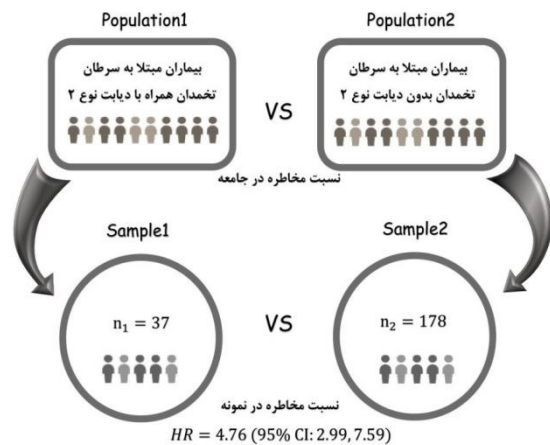 Population1
Population2
بیماران مبتلا به سرطان
تخمدان همراه با دیابت نوع ۲
VS
بیماران مبتلا به سرطان
تخمدان بدون دیابت نوع ۲
نسبت مخاطره در جامعه
Sample1
Sample2
n₁ = 37
VS
n₂ = 178
نسبت مخاطره در نمونه
HR = 4.76 (95% CI: 2.99, 7.59)